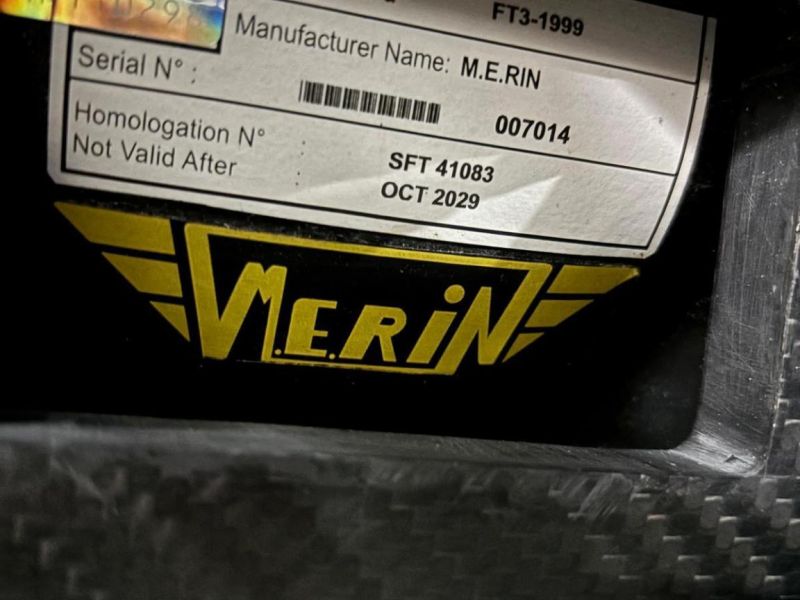 FT3-1999
Manufacturer Name: M.E.RIN
Serial N° : 007014
Homologation N° : SFT 41083
Not Valid After : OCT 2029
M.E.RiN